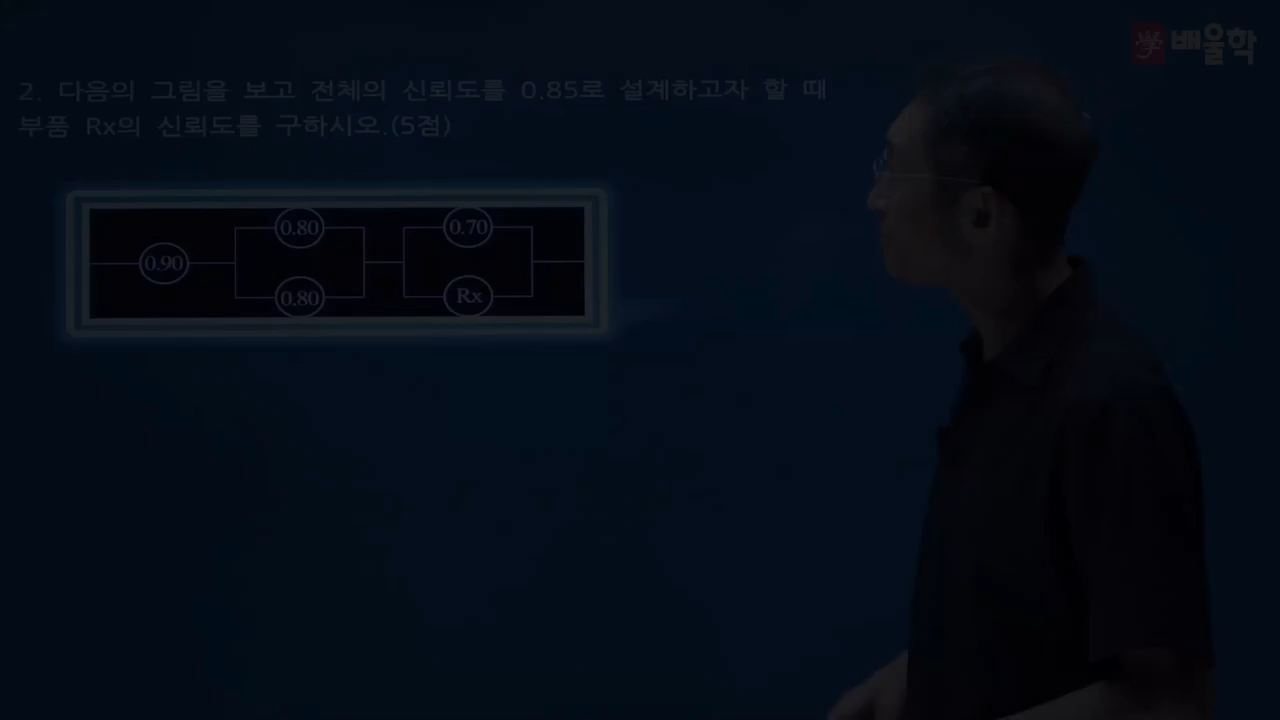 學 배울학
2. 다음의 그림을 보고 전체의 신뢰도를 0.85로 설계하고자 할 때
부품 Rx의 신뢰도를 구하시오.(5점)
0.80 0.70
0.90
0.80 Rx